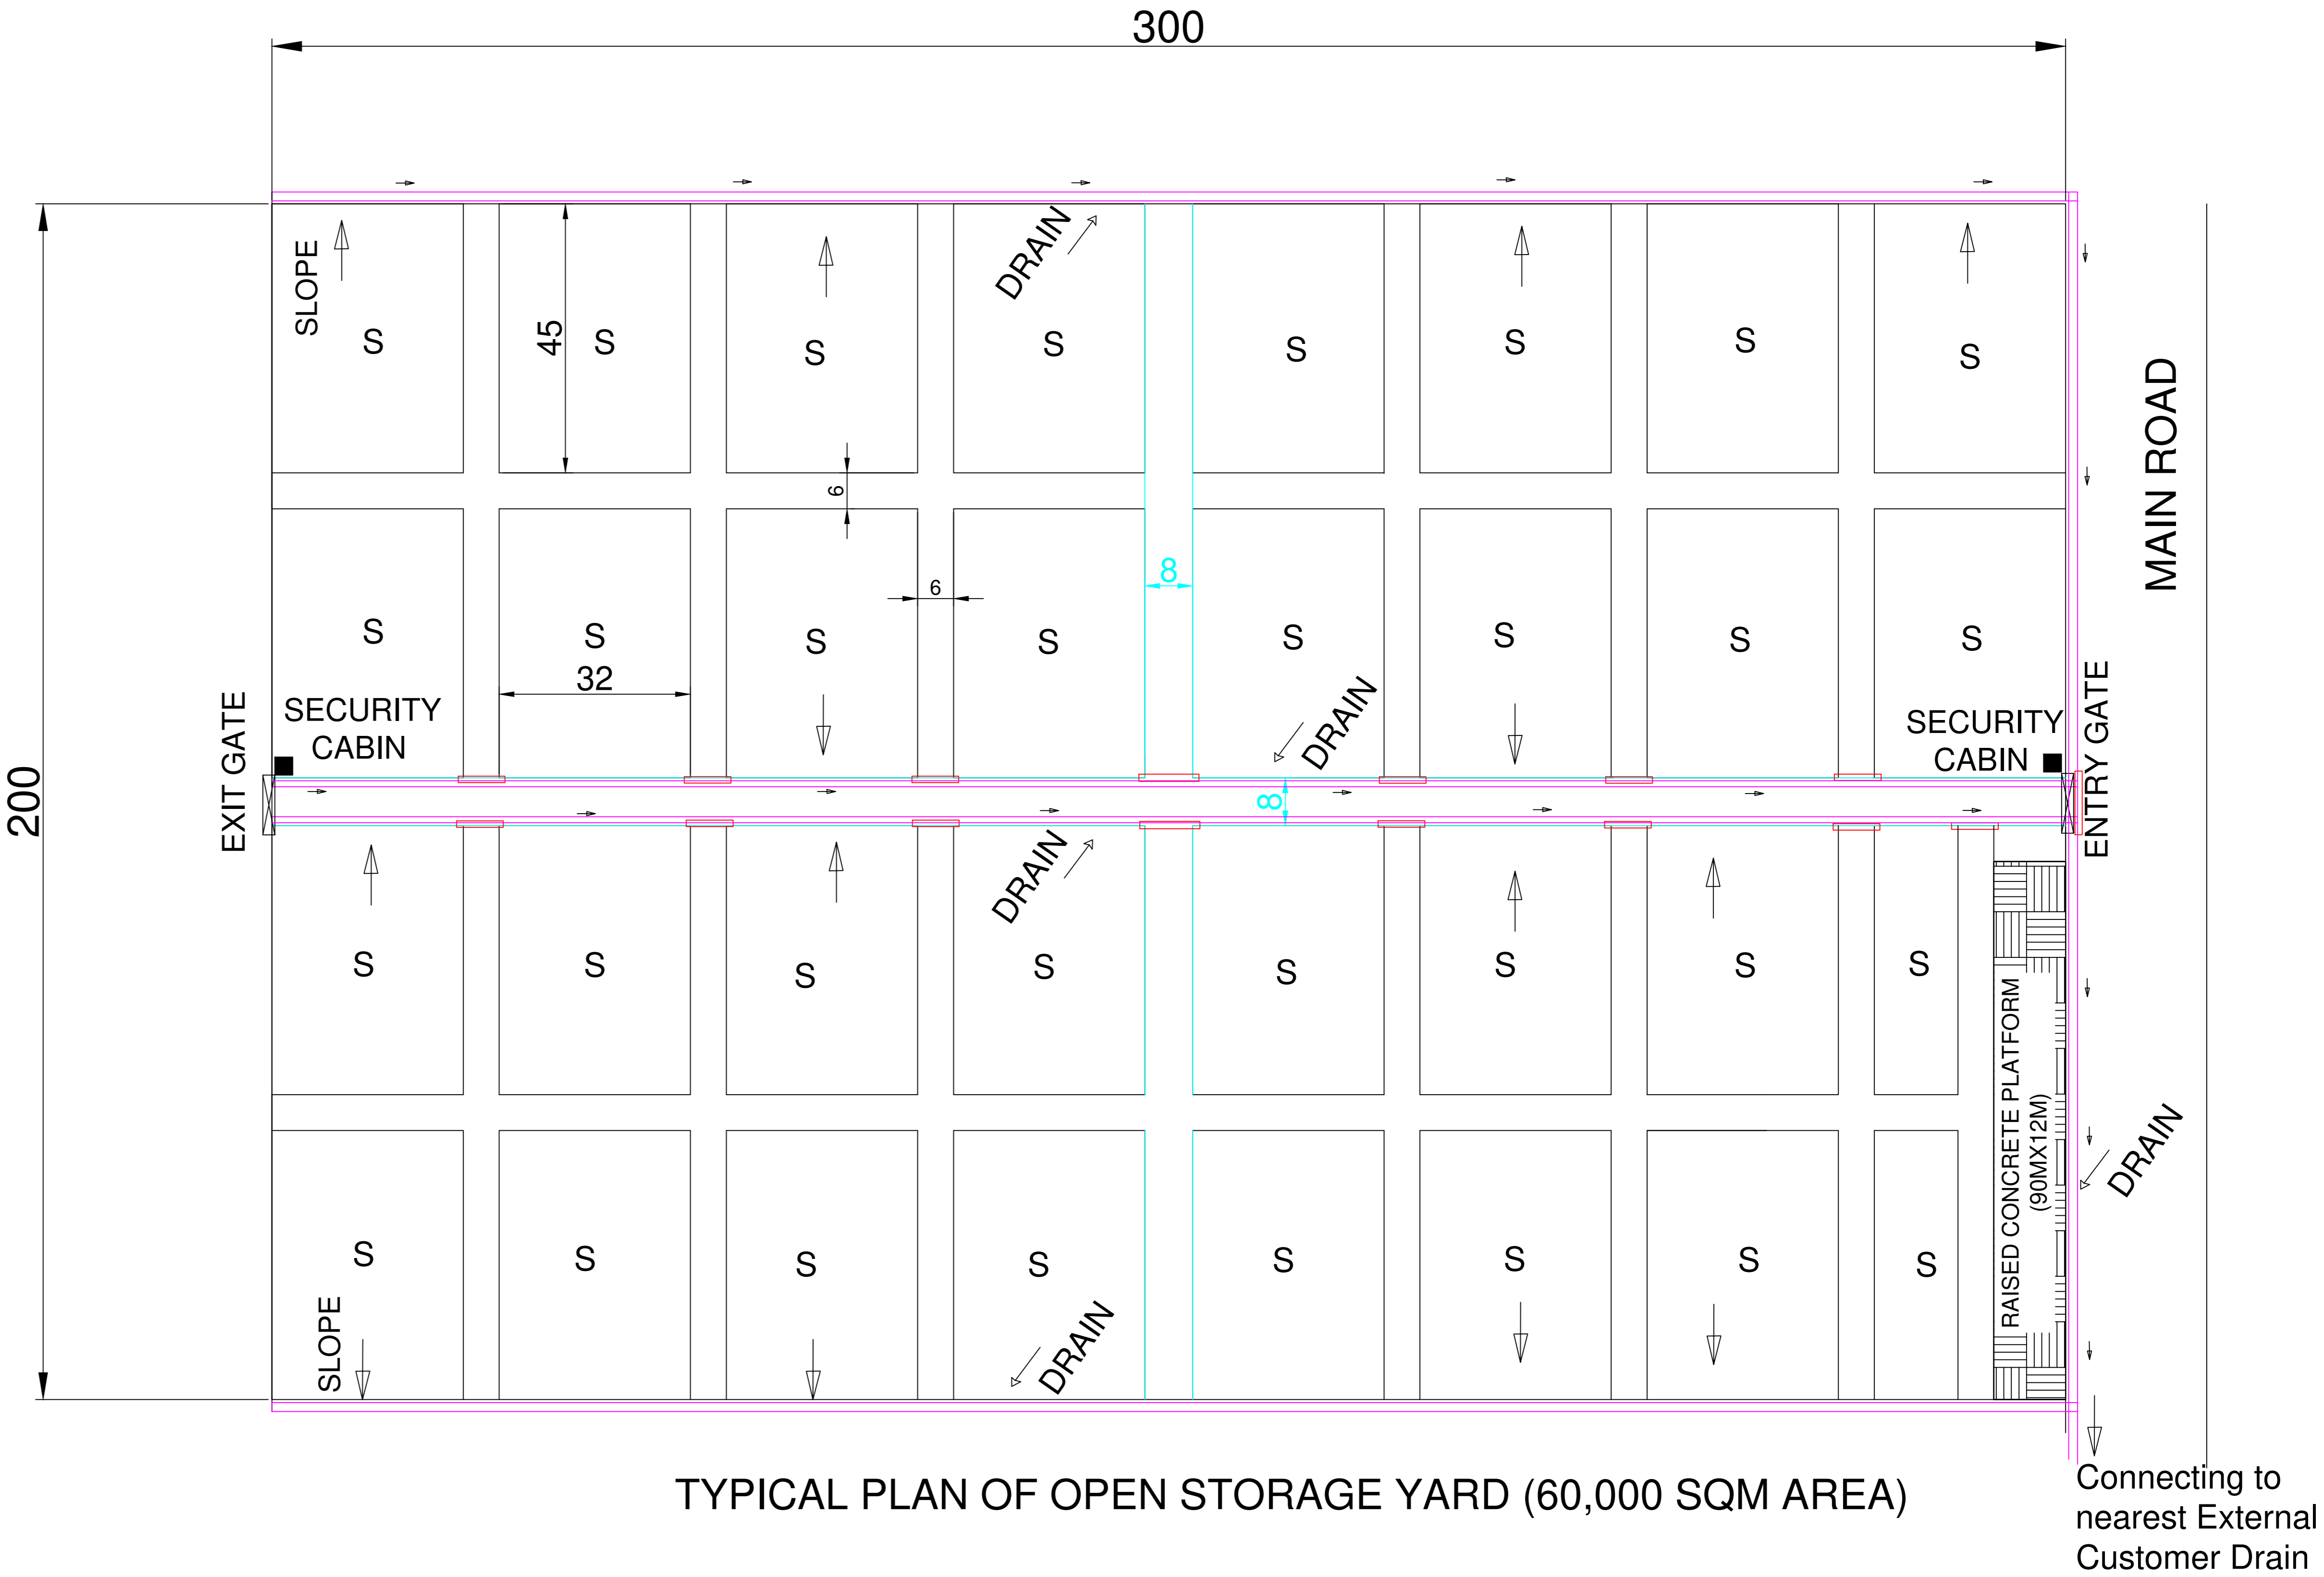 300
DRAIN
SLOPE
45
S
S
S
S
S
S
S
S
MAIN ROAD
6
8
6
S
S
S
S
S
S
S
S
32
SECURITY
CABIN
EXIT GATE
DRAIN
SECURITY
CABIN
ENTRY GATE
200
8
DRAIN
S
S
S
S
S
S
S
S
RAISED CONCRETE PLATFORM
(90MX12M)
DRAIN
S
S
S
S
S
S
S
S
SLOPE
DRAIN
TYPICAL PLAN OF OPEN STORAGE YARD (60,000 SQM AREA)
Connecting to
nearest External
Customer Drain